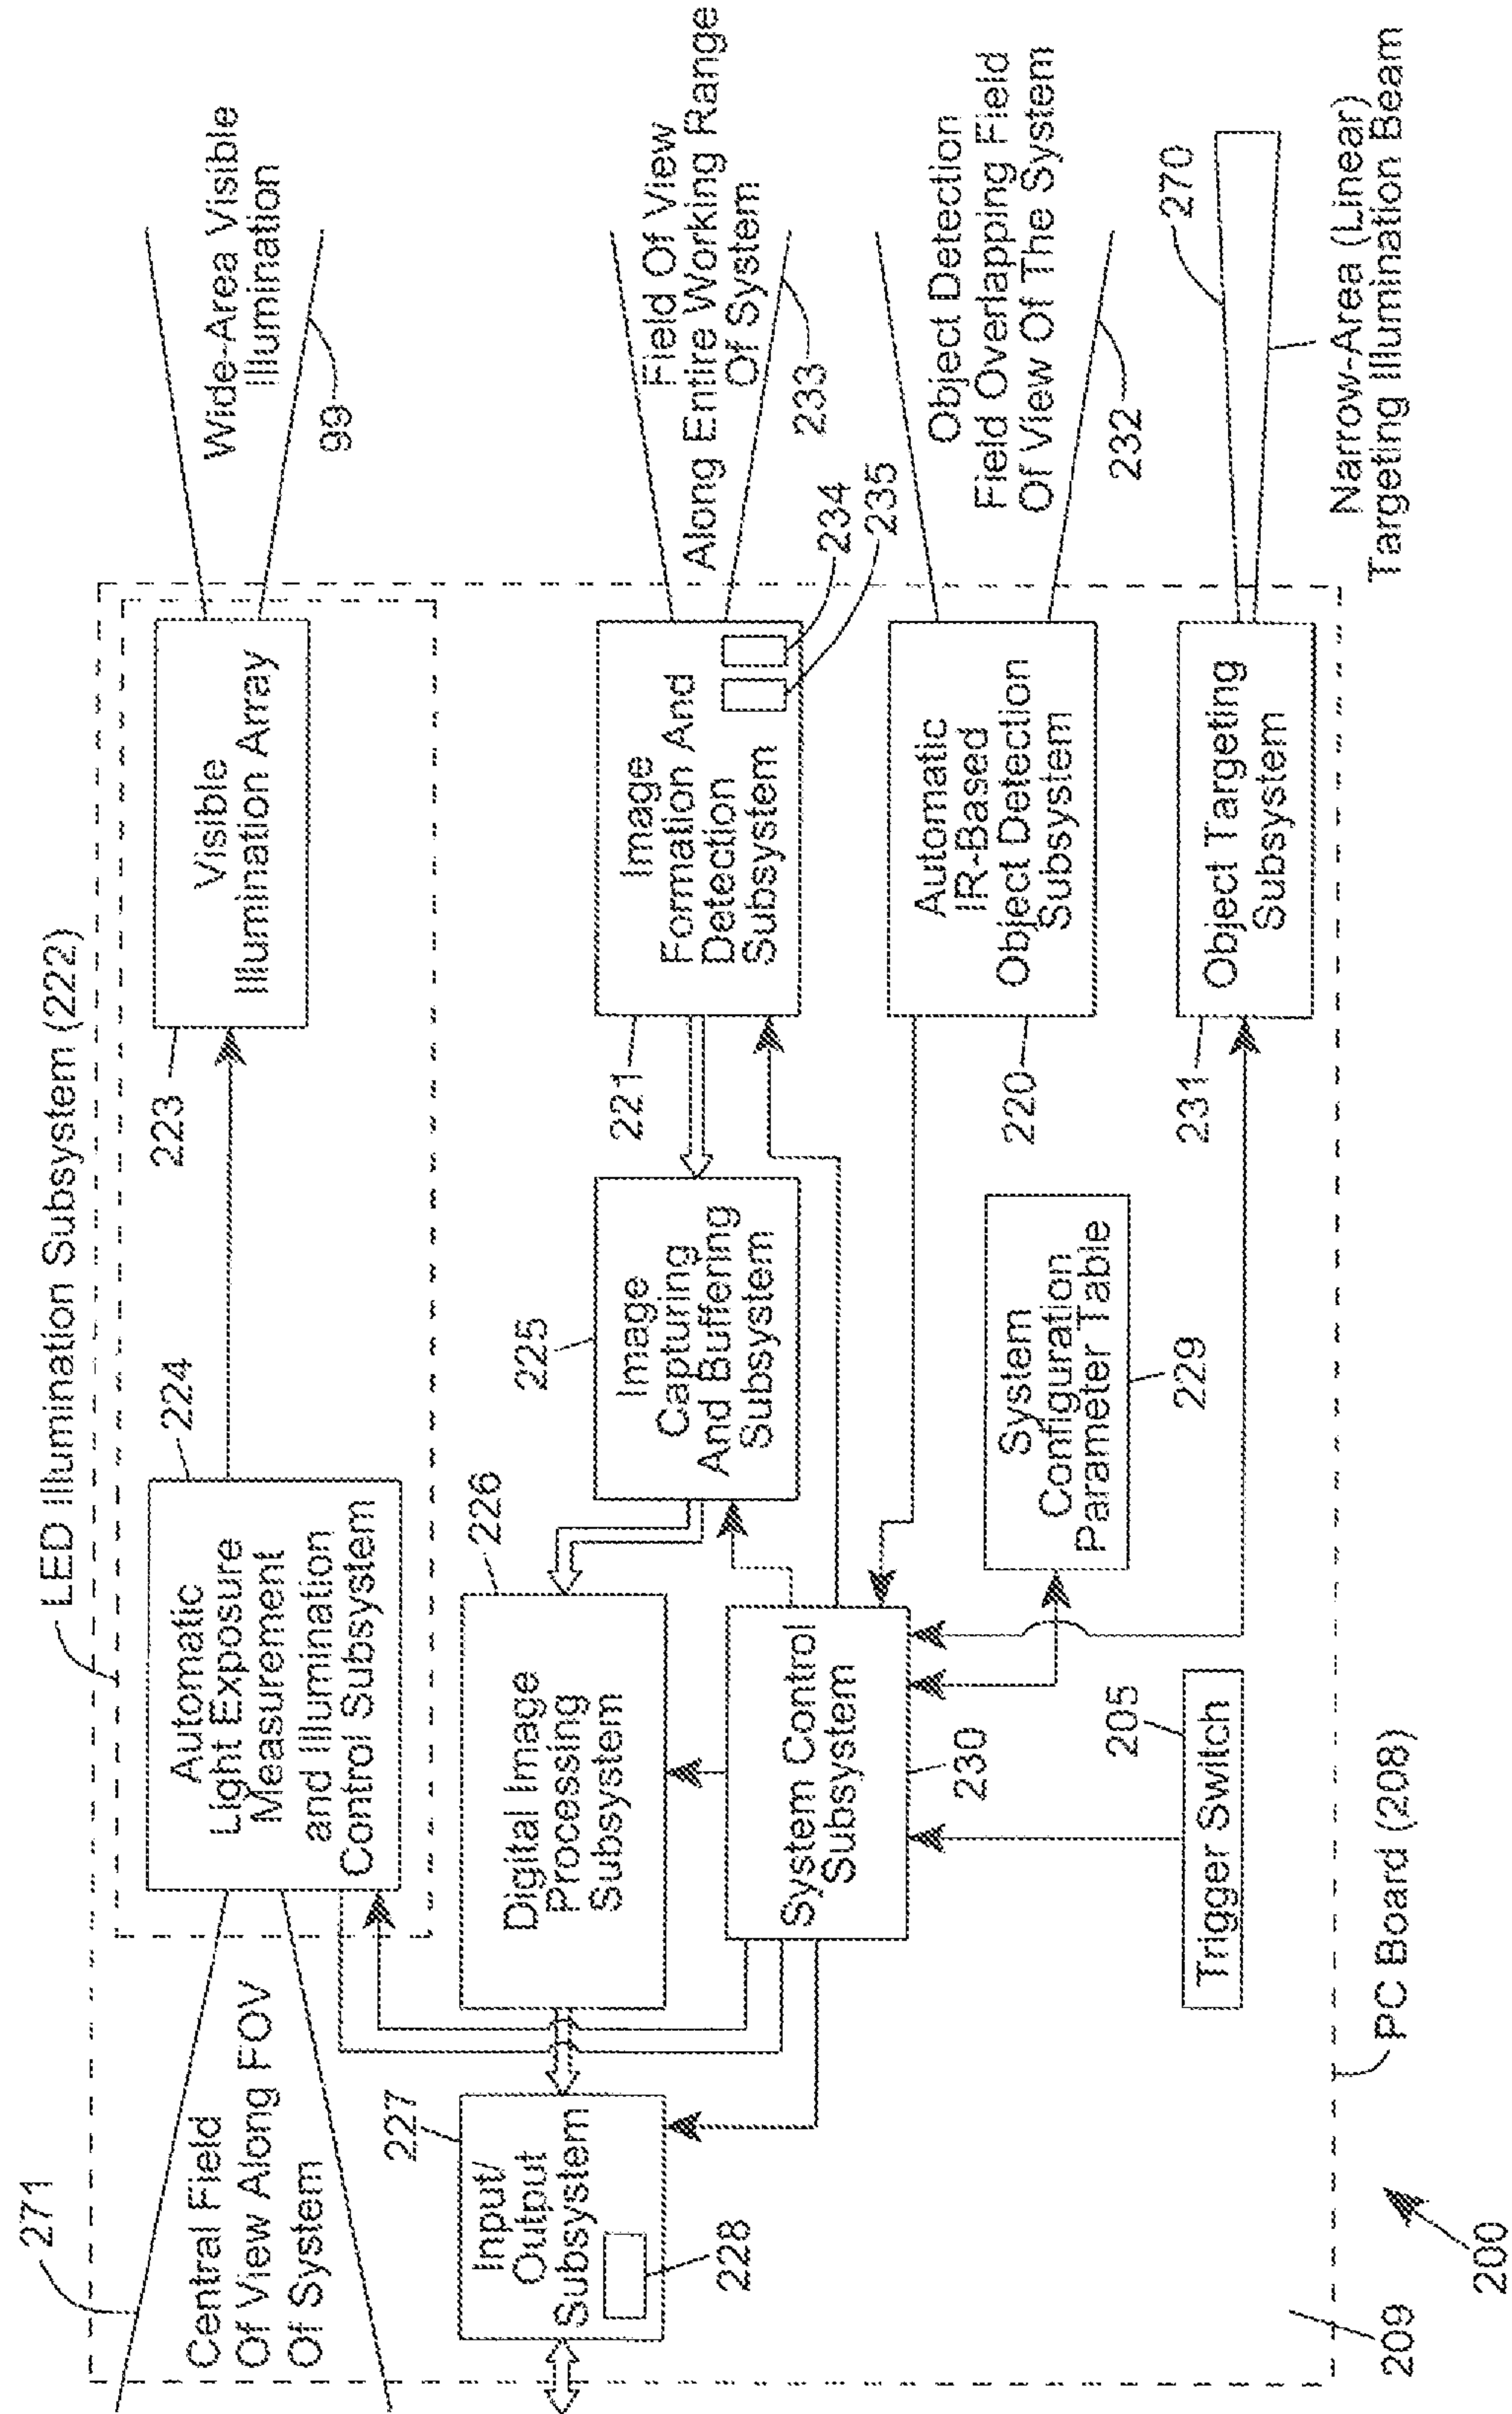 LED Illumination Subsystem (222)
271
Central Field
Of View Along FOV
Of System
224
Automatic
Light Exposure
Measurement
and Illumination
Control Subsystem
223
Visible
Illumination Array
Wide-Area Visible
Illumination
99
227
Input/
Output
Subsystem
228
226
Digital Image
Processing
Subsystem
225
Image
Capturing
And Buffering
Subsystem
221
Image
Formation And
Detection
Subsystem
234
235
Field Of View
Along Entire Working Range
Of System
233
System Control
Subsystem
230
220
Automatic
IR-Based
Object Detection
Subsystem
Object Detection
Field Overlapping Field
Of View Of The System
232
System
Configuration
Parameter Table
229
205
Trigger Switch
231
Object Targeting
Subsystem
270
Narrow-Area (Linear)
Targeting Illumination Beam
PC Board (208)
209
200